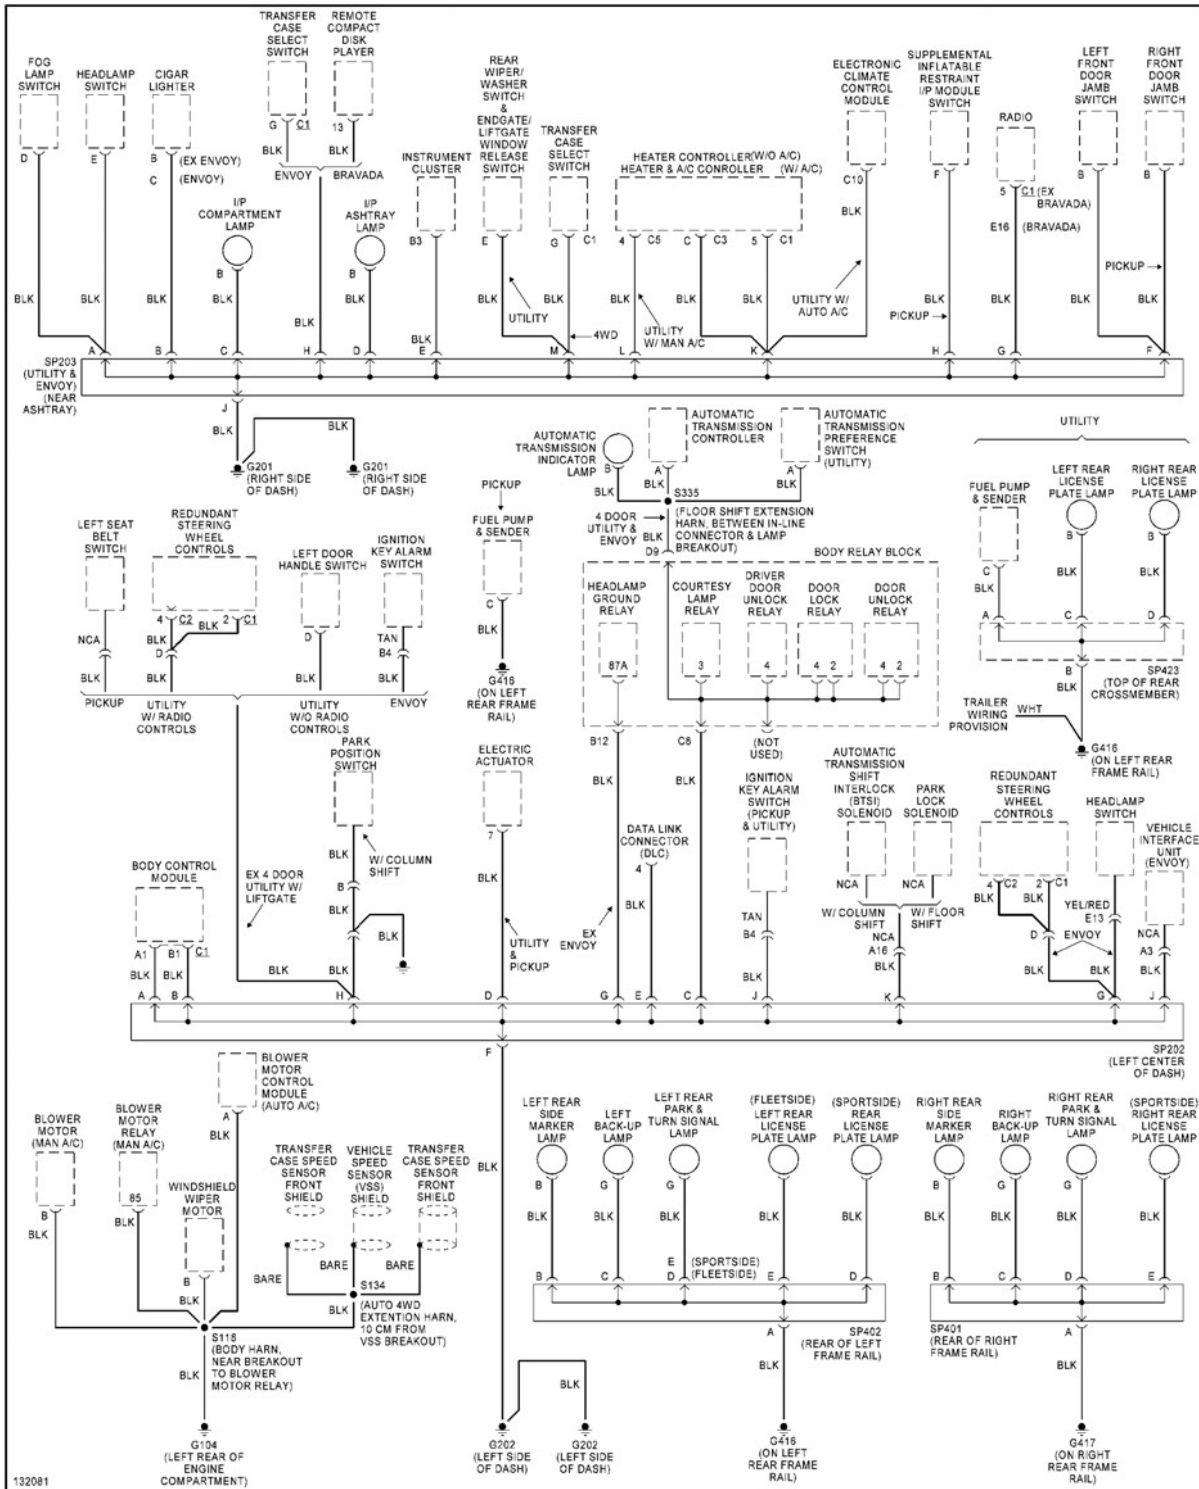 FOG
LAMP
SWITCH
HEADLAMP
SWITCH
CIGAR
LIGHTER
TRANSFER
CASE
SELECT
SWITCH
REMOTE
COMPACT
DISK
PLAYER
REAR
WIPER/
WASHER
SWITCH
&
ENDGATE/
LIFTGATE
WINDOW
RELEASE
SWITCH
TRANSFER
CASE
SELECT
SWITCH
INSTRUMENT
CLUSTER
HEATER CONTROLLER(W/O A/C)
HEATER & A/C CONROLLER (W/ A/C)
ELECTRONIC
CLIMATE
CONTROL
MODULE
SUPPLEMENTAL
INFLATABLE
RESTRAINT
I/P MODULE
SWITCH
RADIO
LEFT
FRONT
DOOR
JAMB
SWITCH
RIGHT
FRONT
DOOR
JAMB
SWITCH
D
E
B (EX ENVOY)
C (ENVOY)
G C1
13
BLK BLK
ENVOY BRAVADA
I/P
COMPARTMENT
LAMP
I/P
ASHTRAY
LAMP
B
B
B3
E
G C1
4 C5 C C3 5 C1
C10
BLK
F
5 C1 (EX
BRAVADA)
E16 (BRAVADA)
B
B
PICKUP
UTILITY
4WD
UTILITY
W/ MAN A/C
UTILITY W/
AUTO A/C
PICKUP
BLK BLK BLK BLK BLK BLK BLK BLK BLK BLK BLK BLK BLK BLK BLK BLK BLK
A B C H D E M L K H G F
SP203
(UTILITY &
ENVOY)
(NEAR
ASHTRAY)
J
BLK
BLK
G201
(RIGHT SIDE
OF DASH)
G201
(RIGHT SIDE
OF DASH)
AUTOMATIC
TRANSMISSION
INDICATOR
LAMP
AUTOMATIC
TRANSMISSION
CONTROLLER
AUTOMATIC
TRANSMISSION
PREFERENCE
SWITCH
(UTILITY)
B A A
BLK BLK BLK
S335
(FLOOR SHIFT EXTENSION
HARN, BETWEEN IN-LINE
CONNECTOR & LAMP
BREAKOUT)
4 DOOR
UTILITY &
ENVOY
BLK
D9
UTILITY
FUEL PUMP
& SENDER
LEFT REAR
LICENSE
PLATE LAMP
RIGHT REAR
LICENSE
PLATE LAMP
C
B
B
BLK BLK BLK
A C D
SP423
(TOP OF REAR
CROSSMEMBER)
B
BLK
TRAILER
WIRING
PROVISION
WHT
G416
(ON LEFT REAR
FRAME RAIL)
LEFT SEAT
BELT
SWITCH
REDUNDANT
STEERING
WHEEL
CONTROLS
LEFT DOOR
HANDLE SWITCH
IGNITION
KEY ALARM
SWITCH
PICKUP
FUEL PUMP
& SENDER
C
BLK
G416
(ON LEFT
REAR FRAME
RAIL)
4 C2 2 C1
BLK
NCA BLK D TAN
D B4
BLK BLK BLK BLK
PICKUP
UTILITY
W/ RADIO
CONTROLS
UTILITY
W/O RADIO
CONTROLS
ENVOY
BODY RELAY BLOCK
HEADLAMP
GROUND
RELAY
COURTESY
LAMP
RELAY
DRIVER
DOOR
UNLOCK
RELAY
DOOR
LOCK
RELAY
DOOR
UNLOCK
RELAY
87A 3 4 4 2 4 2
B12 C8 (NOT
USED)
BLK BLK
PARK
POSITION
SWITCH
ELECTRIC
ACTUATOR
7
BLK
BLK
W/ COLUMN
SHIFT
B
BLK
BLK
EX 4 DOOR
UTILITY W/
LIFTGATE
UTILITY
&
PICKUP
EX
ENVOY
DATA LINK
CONNECTOR
(DLC)
4
BLK
IGNITION
KEY ALARM
SWITCH
(PICKUP
& UTILITY)
TAN
B4
BLK
AUTOMATIC
TRANSMISSION
SHIFT
INTERLOCK
(BTSI)
SOLENOID
PARK
LOCK
SOLENOID
NCA NCA
W/ COLUMN
SHIFT
W/ FLOOR
SHIFT
NCA
A16
BLK
REDUNDANT
STEERING
WHEEL
CONTROLS
4 C2 2 C1
BLK BLK
D
ENVOY
BLK
HEADLAMP
SWITCH
YEL/RED
E13
BLK
VEHICLE
INTERFACE
UNIT
(ENVOY)
NCA
A3
BLK
BODY CONTROL
MODULE
A1 B1 C1
BLK BLK BLK BLK
A B H D G E C J K G J
SP202
(LEFT CENTER
OF DASH)
F
BLK
BLK
G202
(LEFT SIDE
OF DASH)
G202
(LEFT SIDE
OF DASH)
BLOWER
MOTOR
CONTROL
MODULE
(AUTO A/C)
A
BLK
BLOWER
MOTOR
(MAN A/C)
B
BLK
BLOWER
MOTOR
RELAY
(MAN A/C)
85
BLK
WINDSHIELD
WIPER
MOTOR
B
BLK
TRANSFER
CASE SPEED
SENSOR
FRONT
SHIELD
VEHICLE
SPEED
SENSOR
(VSS)
SHIELD
TRANSFER
CASE SPEED
SENSOR
FRONT
SHIELD
BARE BARE BARE
S134
BLK
(AUTO 4WD
EXTENTION HARN,
10 CM FROM
VSS BREAKOUT)
S118
(BODY HARN,
NEAR BREAKOUT
TO BLOWER
MOTOR RELAY)
BLK
G104
(LEFT REAR OF
ENGINE
COMPARTMENT)
LEFT REAR
SIDE
MARKER
LAMP
LEFT
BACK-UP
LAMP
LEFT REAR
PARK &
TURN SIGNAL
LAMP
(FLEETSIDE)
LEFT REAR
LICENSE
PLATE LAMP
(SPORTSIDE)
REAR
LICENSE
PLATE LAMP
B G G B B
BLK BLK BLK BLK BLK
E (SPORTSIDE)
(FLEETSIDE)
B C D E D
SP402
(REAR OF LEFT
FRAME RAIL)
A
BLK
G416
(ON LEFT
REAR FRAME
RAIL)
RIGHT REAR
SIDE
MARKER
LAMP
RIGHT
BACK-UP
LAMP
RIGHT REAR
PARK &
TURN SIGNAL
LAMP
(SPORTSIDE)
RIGHT REAR
LICENSE
PLATE LAMP
B G G B
BLK BLK BLK BLK
B C D E
SP401
(REAR OF RIGHT
FRAME RAIL)
A
BLK
G417
(ON RIGHT
REAR FRAME
RAIL)
132081